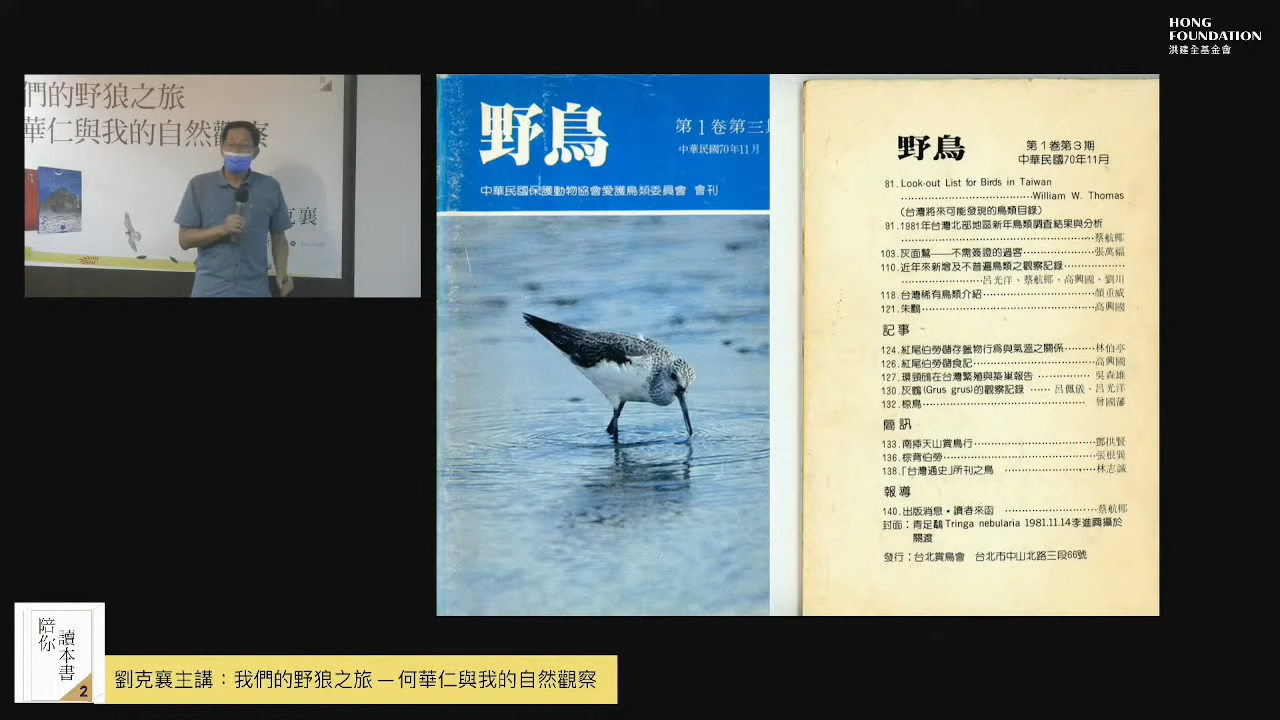 HONG
FOUNDATION
洪建全基金會
們的野狼之旅
華仁與我的自然觀察
克襄
野鳥
第1卷第三期
中華民國70年11月
中華民國保護動物協會愛護鳥類委員會 會刊
野鳥
第1卷第3期
中華民國70年11月
81. Look-out List for Birds in Taiwan
William W. Thomas
(台灣將來可能發現的鳥類目錄)
91. 1981年台灣北部地區新年鳥類調查結果與分析
蔡航郁
103. 灰面鷲——不需簽證的過客 張萬福
110. 近年來新增及不普遍鳥類之觀察記錄
呂光洋、蔡航郁、高興國、劉川
118. 台灣稀有鳥類介紹 顏重威
121. 朱鸝 高興國
記事
124. 紅尾伯勞儲存獵物行為與氣溫之關係 林伯亭
126. 紅尾伯勞儲食記 高興國
127. 環頸鴴在台灣繁殖與築巢報告 吳森雄
130. 灰鶴(Grus grus)的觀察記錄 呂佩儀、呂光洋
132. 椋鳥 曾國藩
簡訊
133. 南插天山賞鳥行 鄧拱賢
136. 棕背伯勞 張根巽
138. 「台灣通史」所刊之鳥 林志誠
報導
140. 出版消息・讀者來函 蔡航郁
封面：青足鷸 Tringa nebularia 1981.11.14李進興攝於
關渡
發行：台北賞鳥會 台北市中山北路三段66號
陪你
讀本書
2
劉克襄主講：我們的野狼之旅 — 何華仁與我的自然觀察